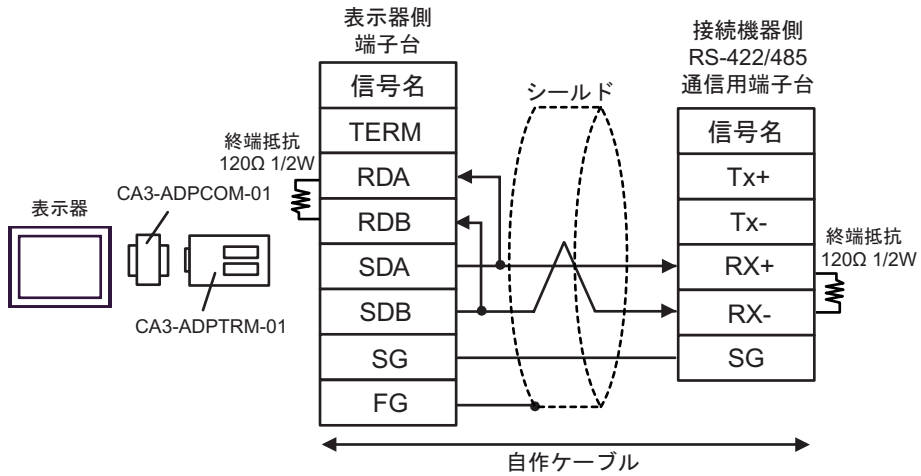 表示器側
端子台
信号名
TERM
RDA
RDB
SDA
SDB
SG
FG
終端抵抗
120Ω 1/2W
表示器
CA3-ADPCOM-01
CA3-ADPTRM-01
シールド
接続機器側
RS-422/485
通信用端子台
信号名
Tx+
Tx-
RX+
RX-
SG
終端抵抗
120Ω 1/2W
自作ケーブル